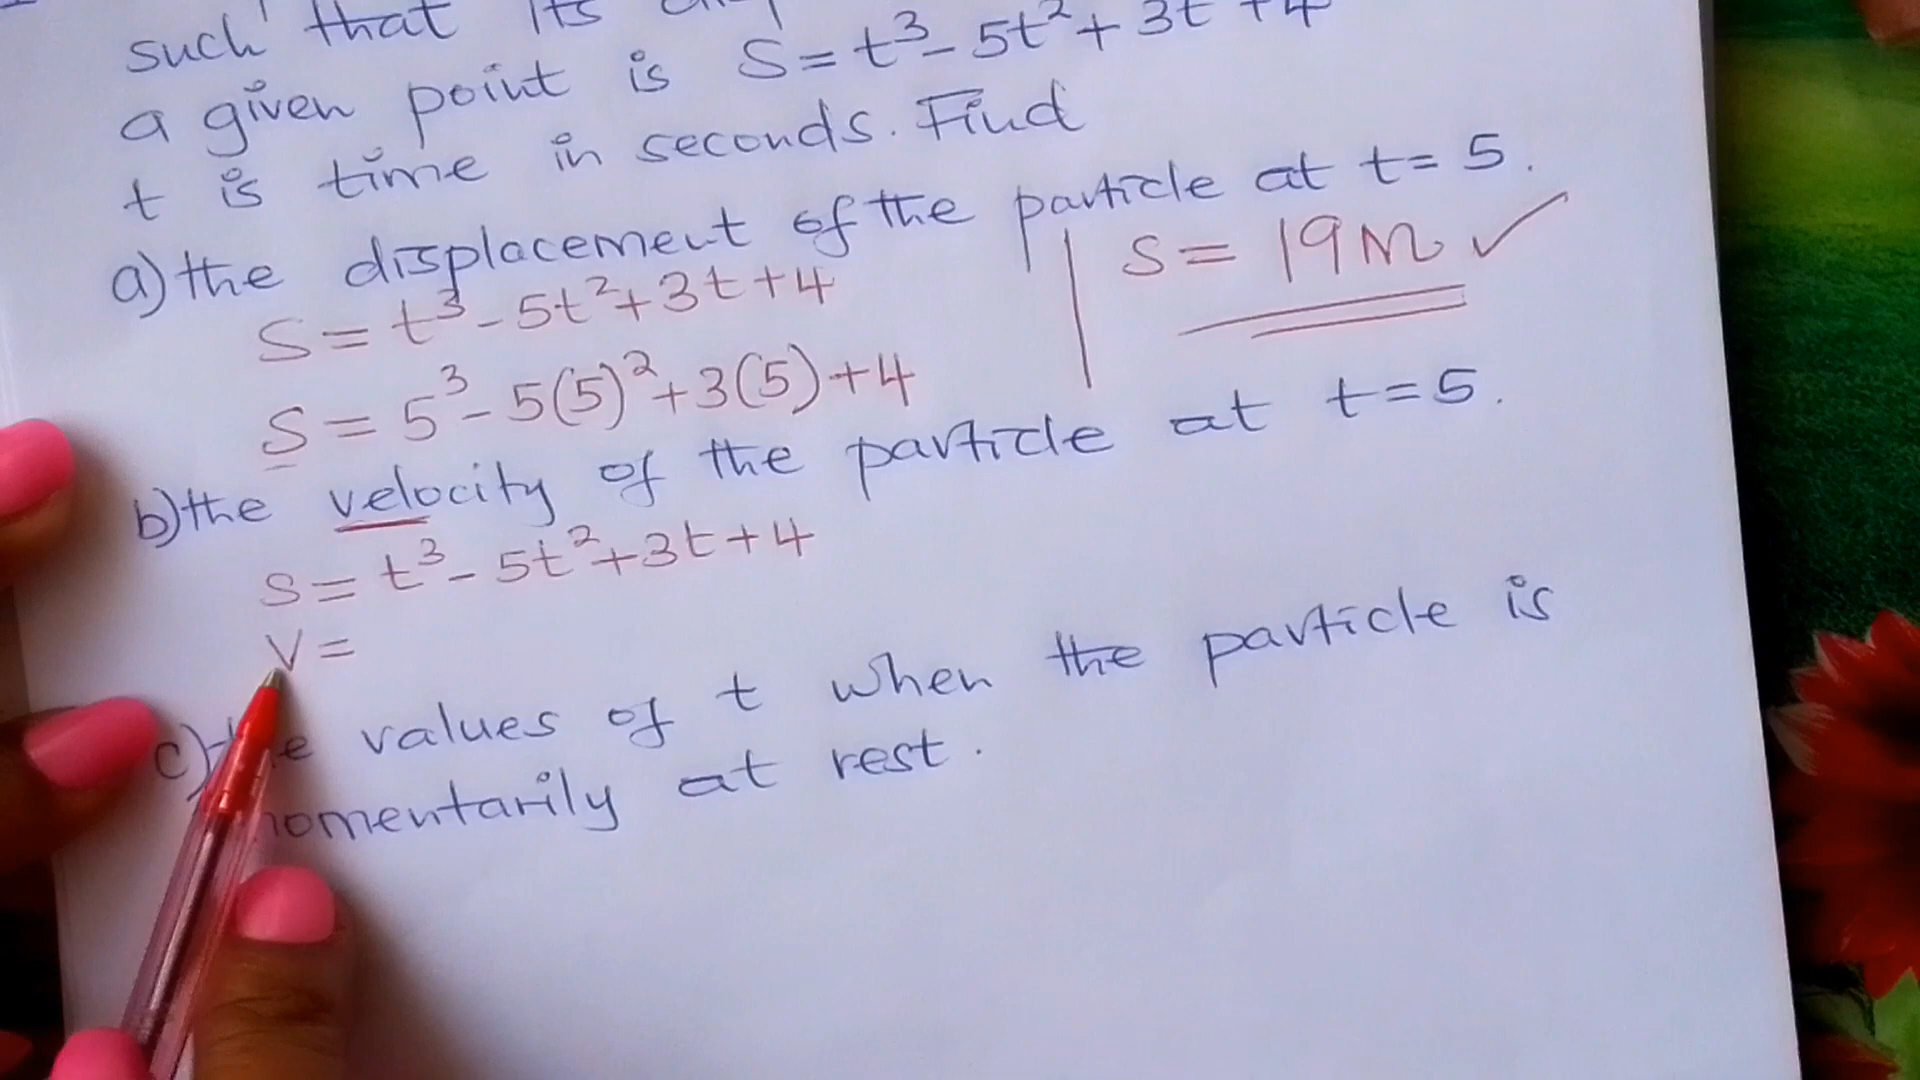 such that its
a given point is S = t³ - 5t² + 3t + 4
t is time in seconds. Find
a) the displacement of the particle at t = 5.
S = t³ - 5t² + 3t + 4
S = 5³ - 5(5)² + 3(5) + 4
S = 19m ✓
b) the velocity of the particle at t = 5.
S = t³ - 5t² + 3t + 4
V =
c) the values of t when the particle is
momentarily at rest.